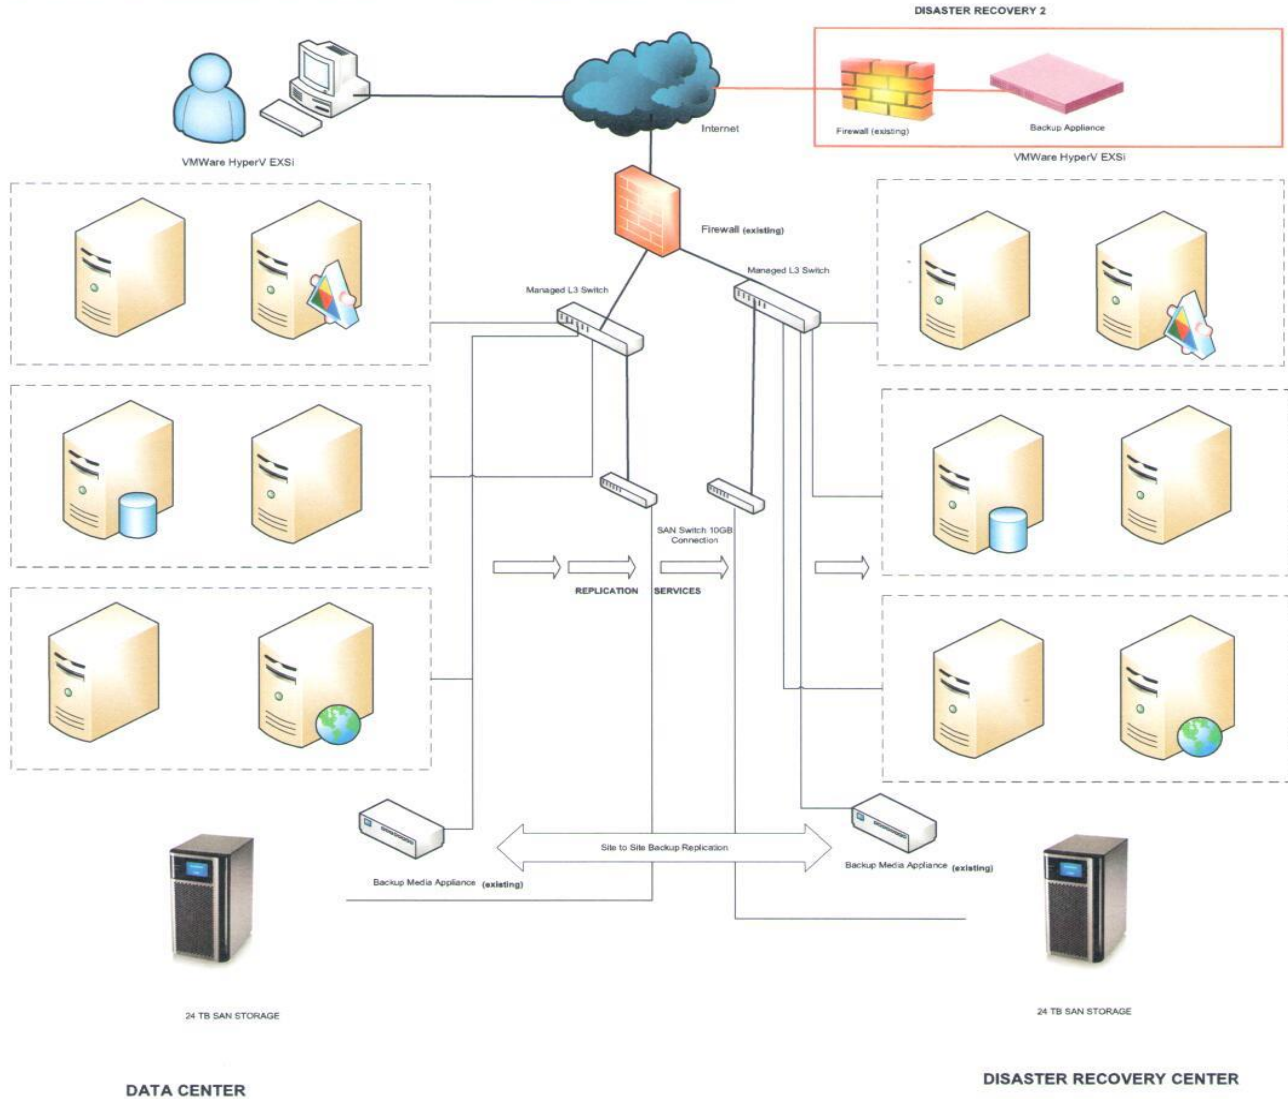 DISASTER RECOVERY 2
Internet
Firewall (existing)
Backup Appliance
VMWare HyperV EXSi
VMWare HyperV EXSi
Firewall (existing)
Managed L3 Switch
Managed L3 Switch
SAN Switch 10GB
Connection
REPLICATION SERVICES
Site to Site Backup Replication
Backup Media Appliance (existing)
Backup Media Appliance (existing)
24 TB SAN STORAGE
24 TB SAN STORAGE
DATA CENTER
DISASTER RECOVERY CENTER